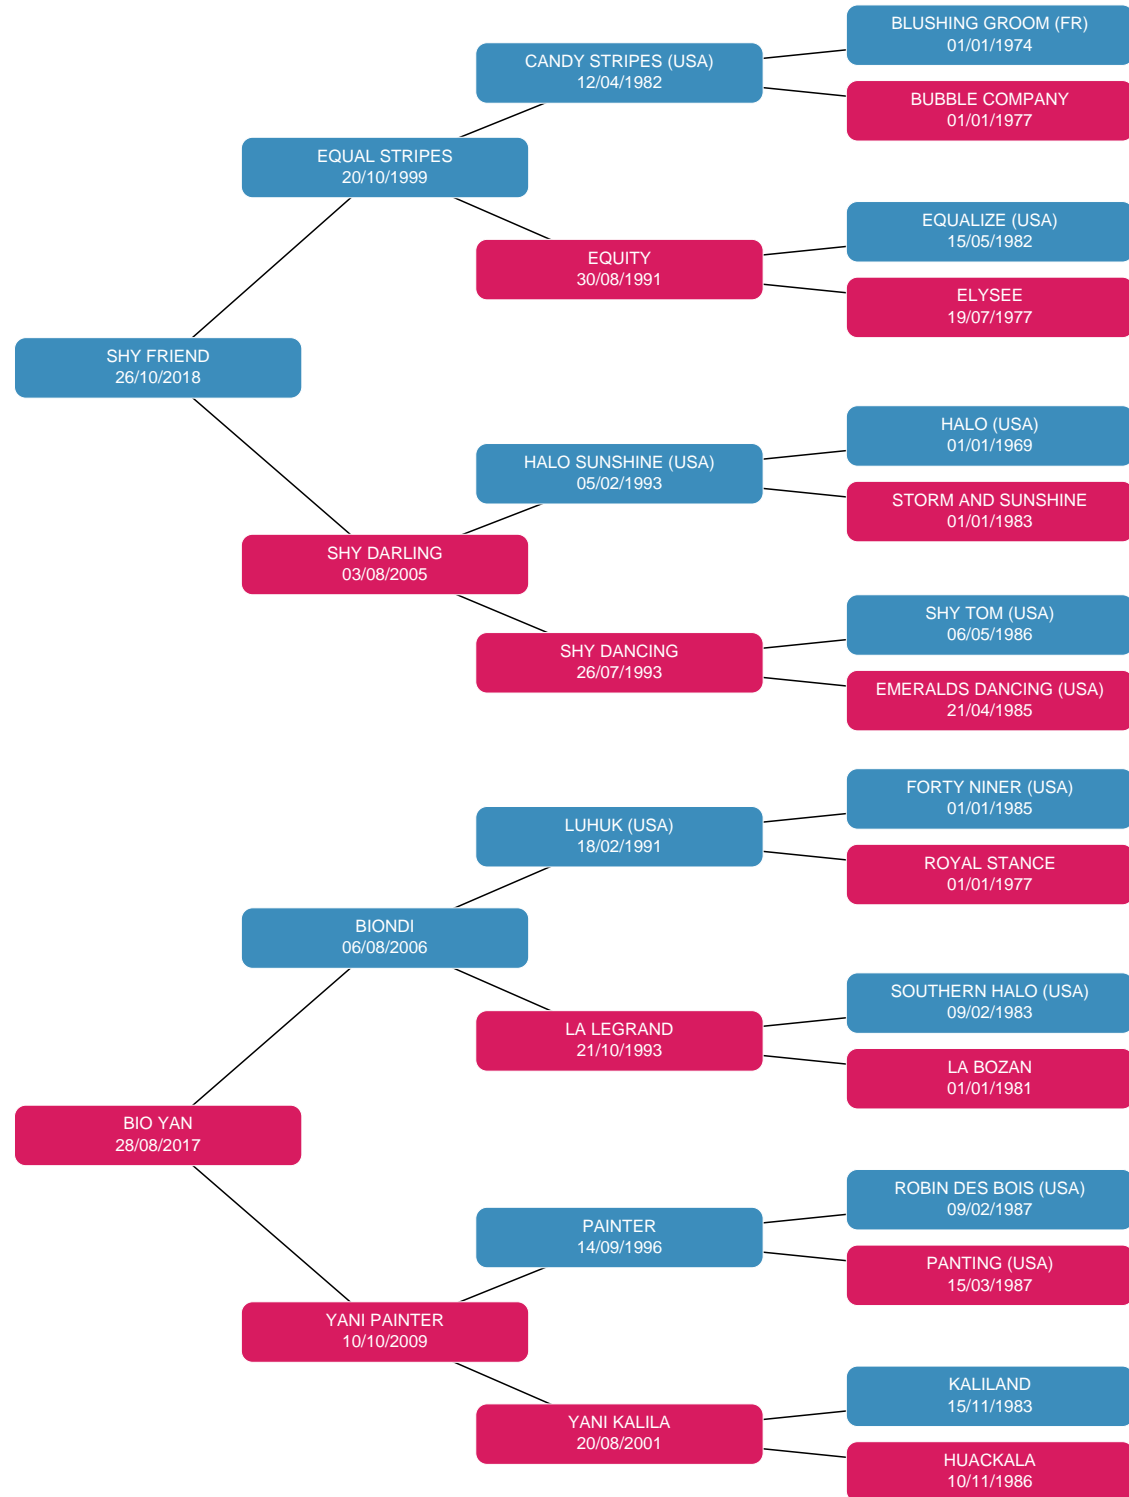 BLUSHING GROOM (FR)
01/01/1974
CANDY STRIPES (USA)
12/04/1982
BUBBLE COMPANY
01/01/1977
EQUAL STRIPES
20/10/1999
EQUALIZE (USA)
15/05/1982
EQUITY
30/08/1991
ELYSEE
19/07/1977
SHY FRIEND
26/10/2018
HALO (USA)
01/01/1969
HALO SUNSHINE (USA)
05/02/1993
STORM AND SUNSHINE
01/01/1983
SHY DARLING
03/08/2005
SHY TOM (USA)
06/05/1986
SHY DANCING
26/07/1993
EMERALDS DANCING (USA)
21/04/1985
FORTY NINER (USA)
01/01/1985
LUHUK (USA)
18/02/1991
ROYAL STANCE
01/01/1977
BIONDI
06/08/2006
SOUTHERN HALO (USA)
09/02/1983
LA LEGRAND
21/10/1993
LA BOZAN
01/01/1981
BIO YAN
28/08/2017
ROBIN DES BOIS (USA)
09/02/1987
PAINTER
14/09/1996
PANTING (USA)
15/03/1987
YANI PAINTER
10/10/2009
KALILAND
15/11/1983
YANI KALILA
20/08/2001
HUACKALA
10/11/1986